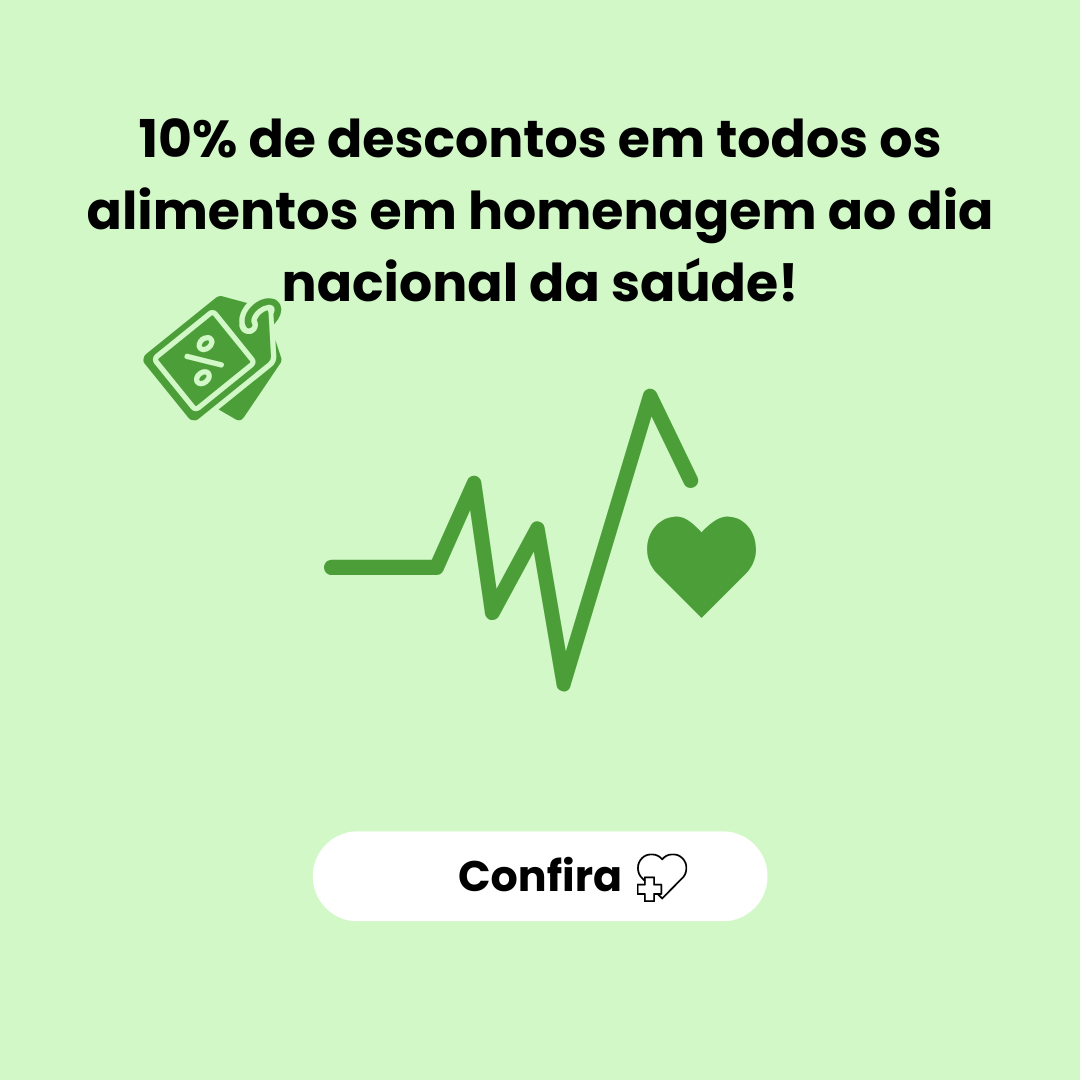 10% de descontos em todos os
alimentos em homenagem ao dia
nacional da saúde!
%
Confira